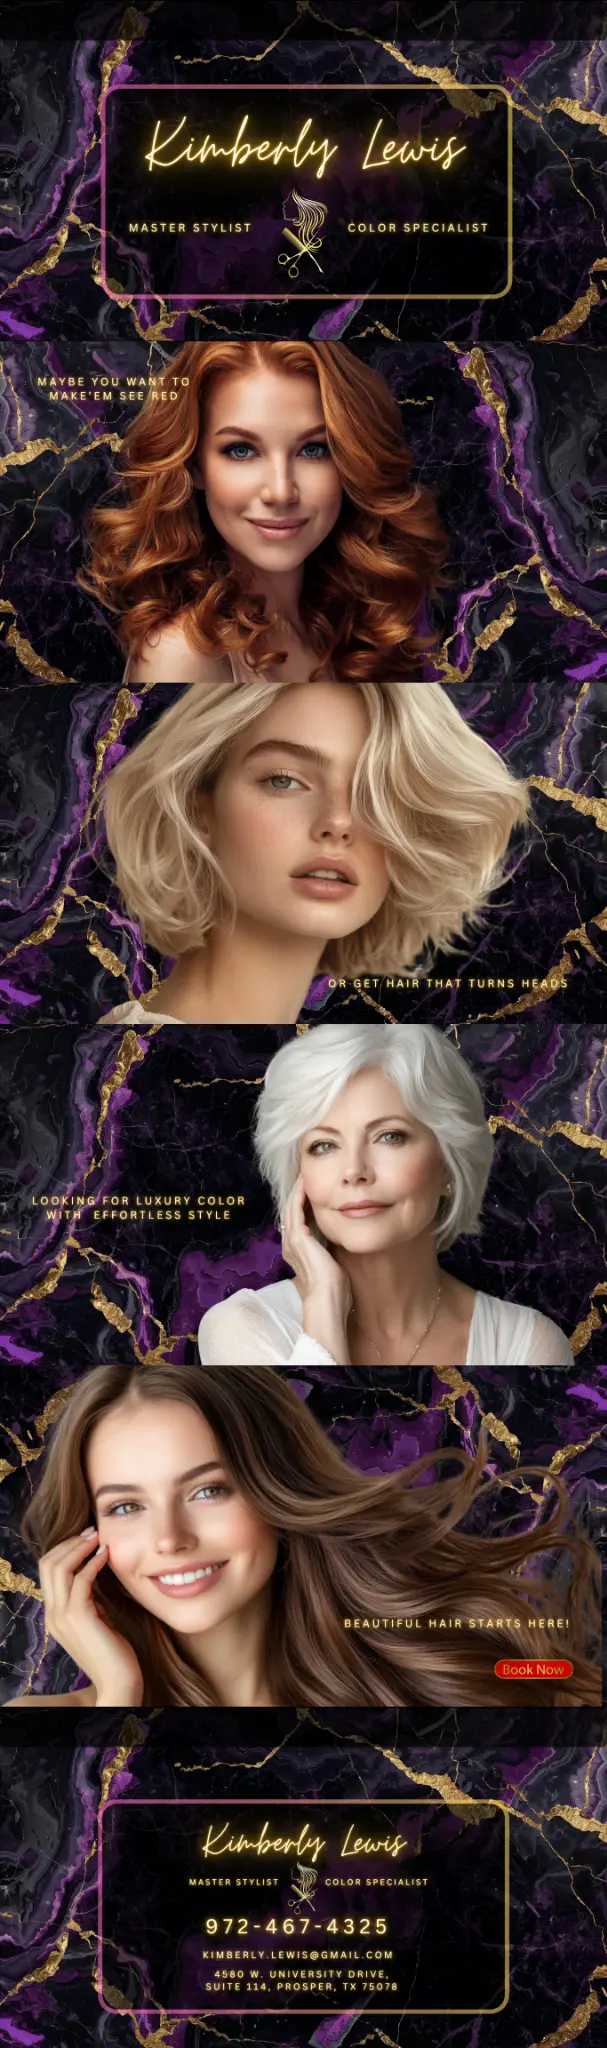 Kimberly Lewis
MASTER STYLIST
COLOR SPECIALIST
MAYBE YOU WANT TO
MAKE'EM SEE RED
OR GET HAIR THAT TURNS HEADS
LOOKING FOR LUXURY COLOR
WITH EFFORTLESS STYLE
BEAUTIFUL HAIR STARTS HERE!
Book Now
Kimberly Lewis
MASTER STYLIST
COLOR SPECIALIST
972-467-4325
KIMBERLY.LEWIS@GMAIL.COM
4580 W. UNIVERSITY DRIVE,
SUITE 114, PROSPER, TX 75078